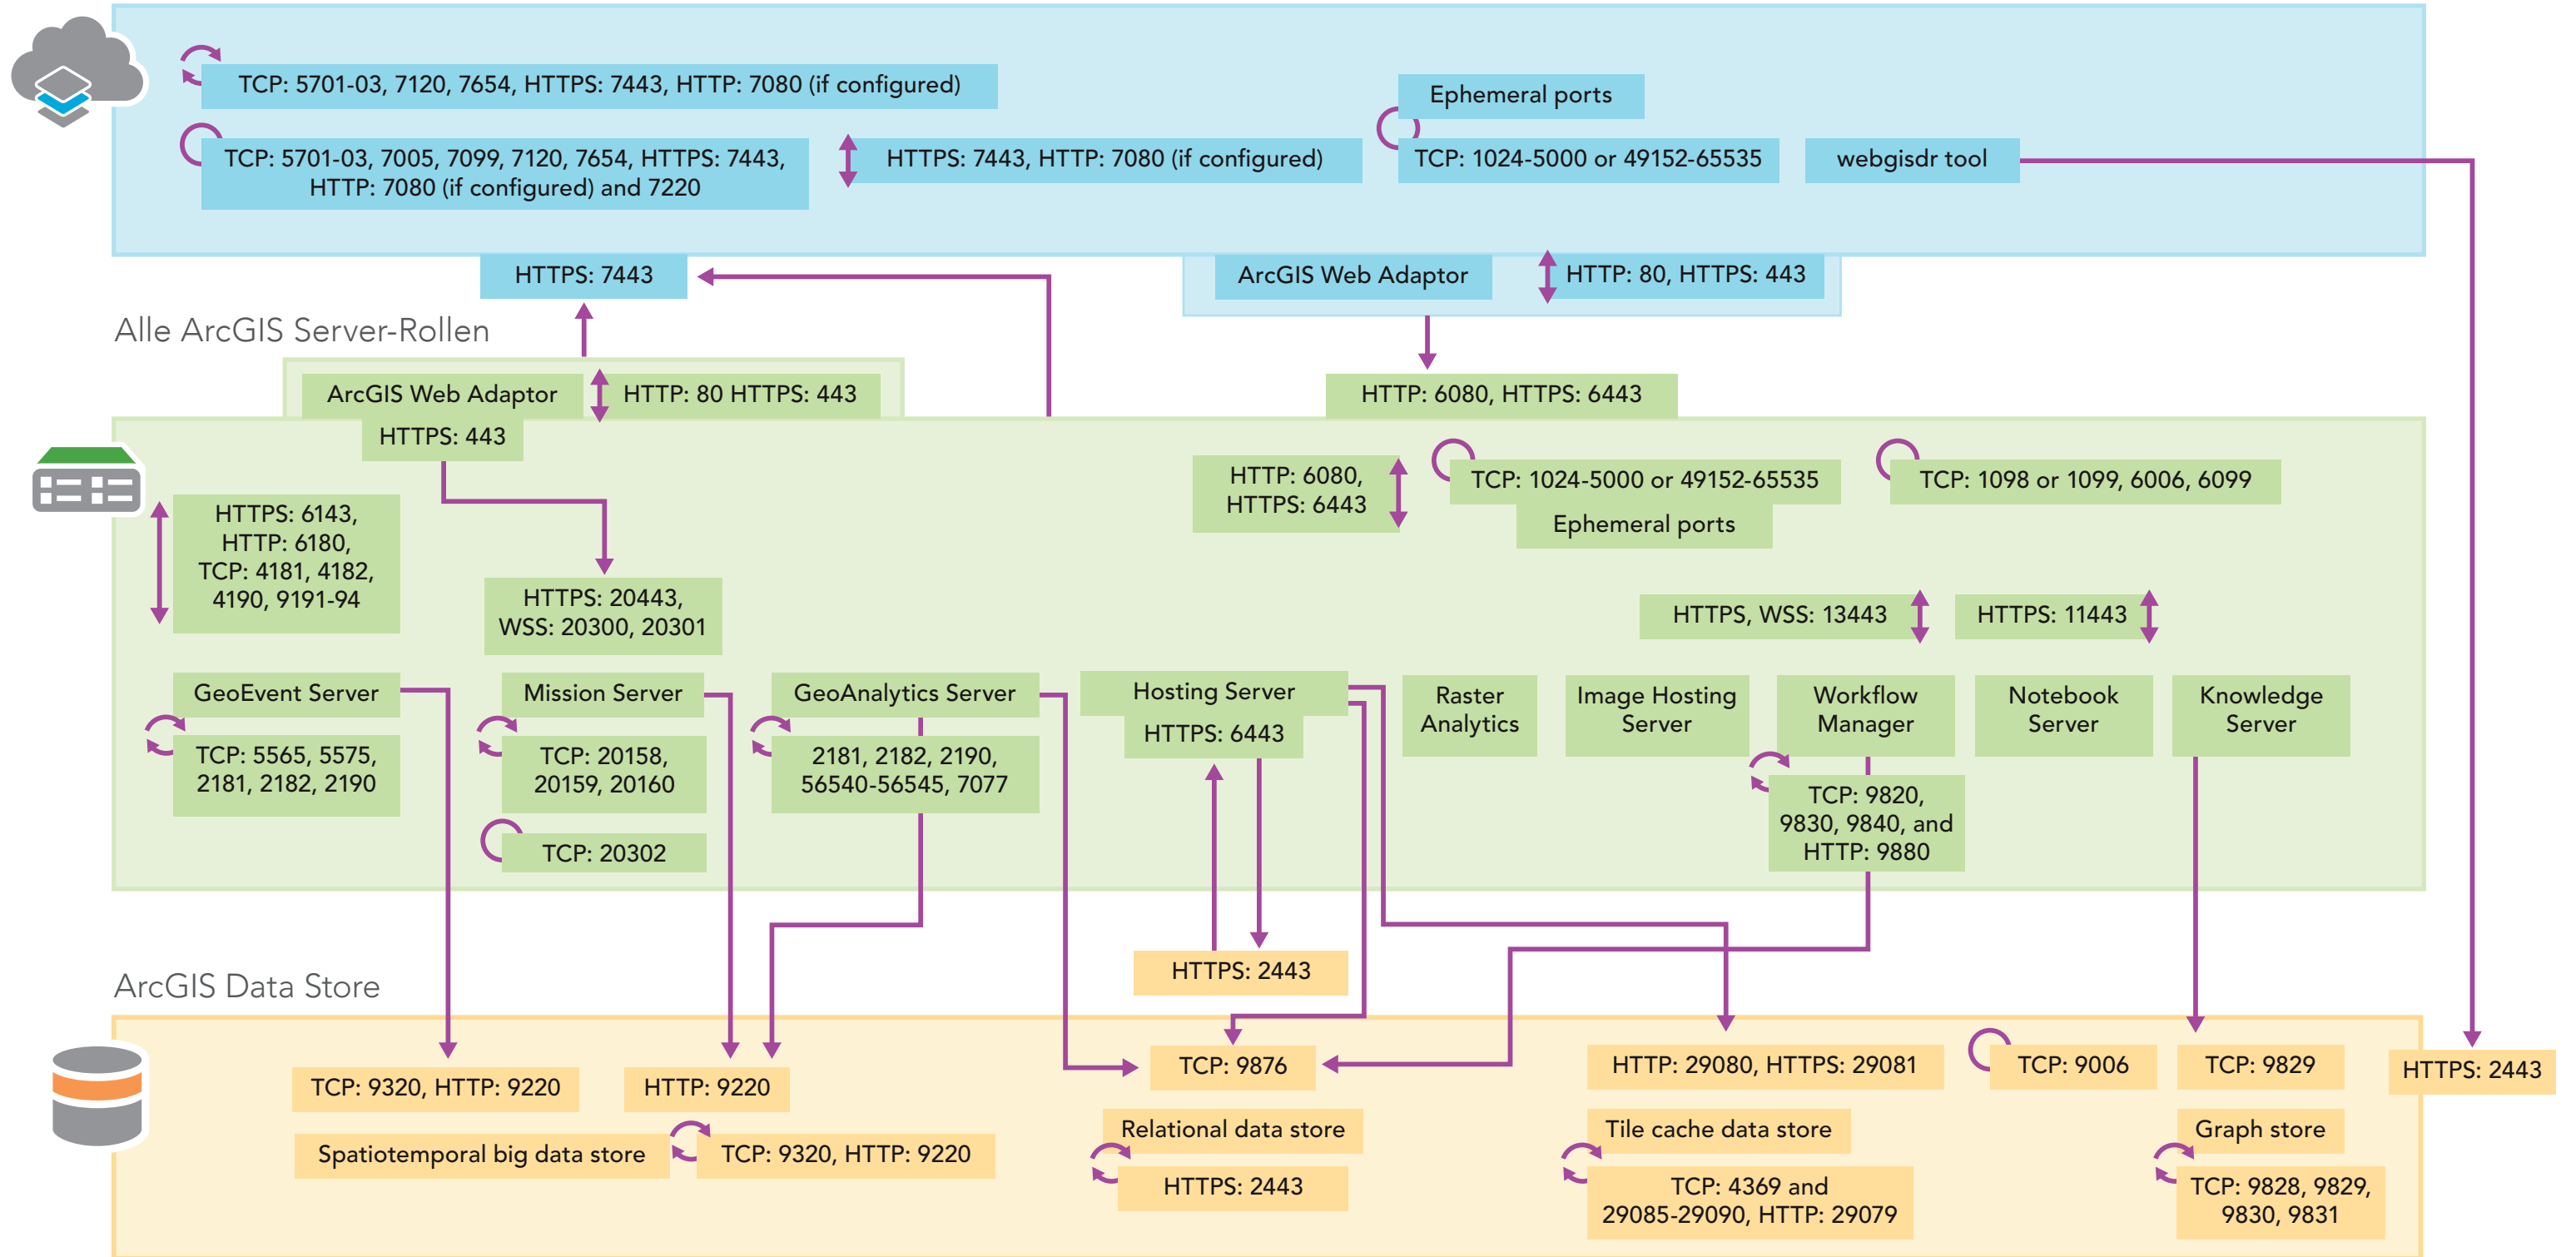 TCP: 5701-03, 7120, 7654, HTTPS: 7443, HTTP: 7080 (if configured)
Ephemeral ports
TCP: 5701-03, 7005, 7099, 7120, 7654, HTTPS: 7443,
HTTP: 7080 (if configured) and 7220
HTTPS: 7443, HTTP: 7080 (if configured)
TCP: 1024-5000 or 49152-65535
webgisdr tool
HTTPS: 7443
ArcGIS Web Adaptor
HTTP: 80, HTTPS: 443
Alle ArcGIS Server-Rollen
ArcGIS Web Adaptor
HTTP: 80 HTTPS: 443
HTTP: 6080, HTTPS: 6443
HTTPS: 443
HTTP: 6080,
HTTPS: 6443
TCP: 1024-5000 or 49152-65535
Ephemeral ports
TCP: 1098 or 1099, 6006, 6099
HTTPS: 6143,
HTTP: 6180,
TCP: 4181, 4182,
4190, 9191-94
HTTPS: 20443,
WSS: 20300, 20301
HTTPS, WSS: 13443
HTTPS: 11443
GeoEvent Server
Mission Server
GeoAnalytics Server
Hosting Server
HTTPS: 6443
Raster
Analytics
Image Hosting
Server
Workflow
Manager
Notebook
Server
Knowledge
Server
TCP: 5565, 5575,
2181, 2182, 2190
TCP: 20158,
20159, 20160
2181, 2182, 2190,
56540-56545, 7077
TCP: 9820,
9830, 9840, and
HTTP: 9880
TCP: 20302
HTTPS: 2443
ArcGIS Data Store
TCP: 9320, HTTP: 9220
HTTP: 9220
TCP: 9876
HTTP: 29080, HTTPS: 29081
TCP: 9006
TCP: 9829
HTTPS: 2443
Spatiotemporal big data store
TCP: 9320, HTTP: 9220
Relational data store
HTTPS: 2443
Tile cache data store
TCP: 4369 and
29085-29090, HTTP: 29079
Graph store
TCP: 9828, 9829,
9830, 9831